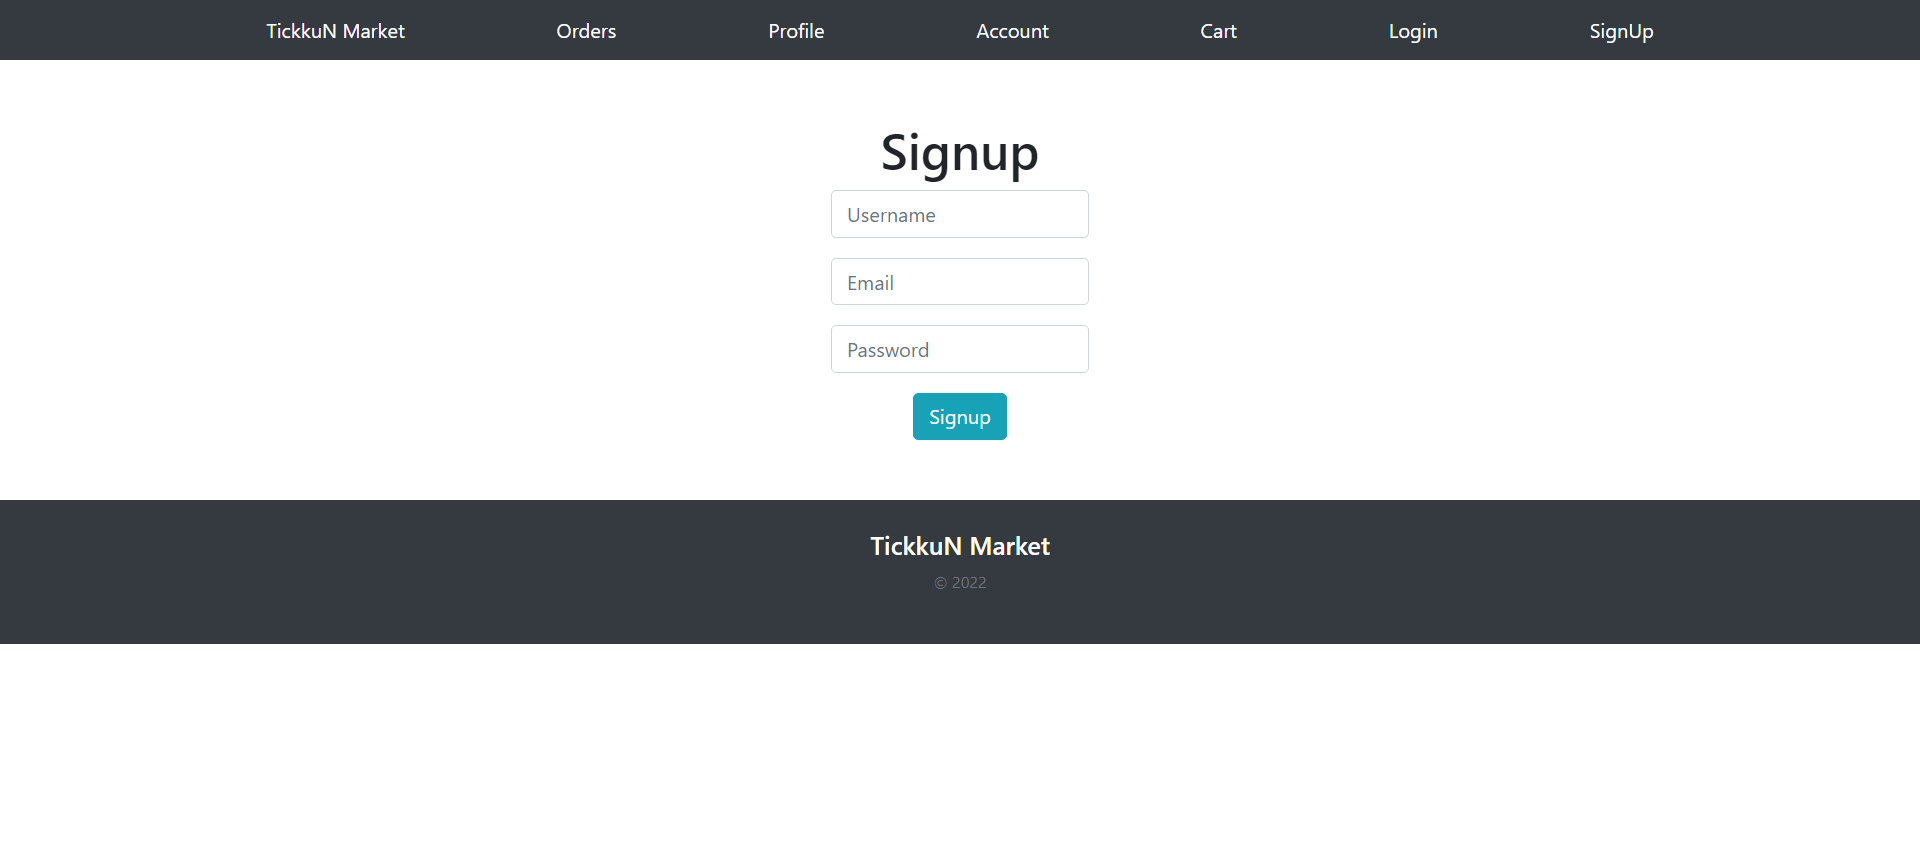 TickkuN Market Orders Profile Account Cart Login SignUp
Signup
Username
Email
Password
Signup
TickkuN Market
© 2022